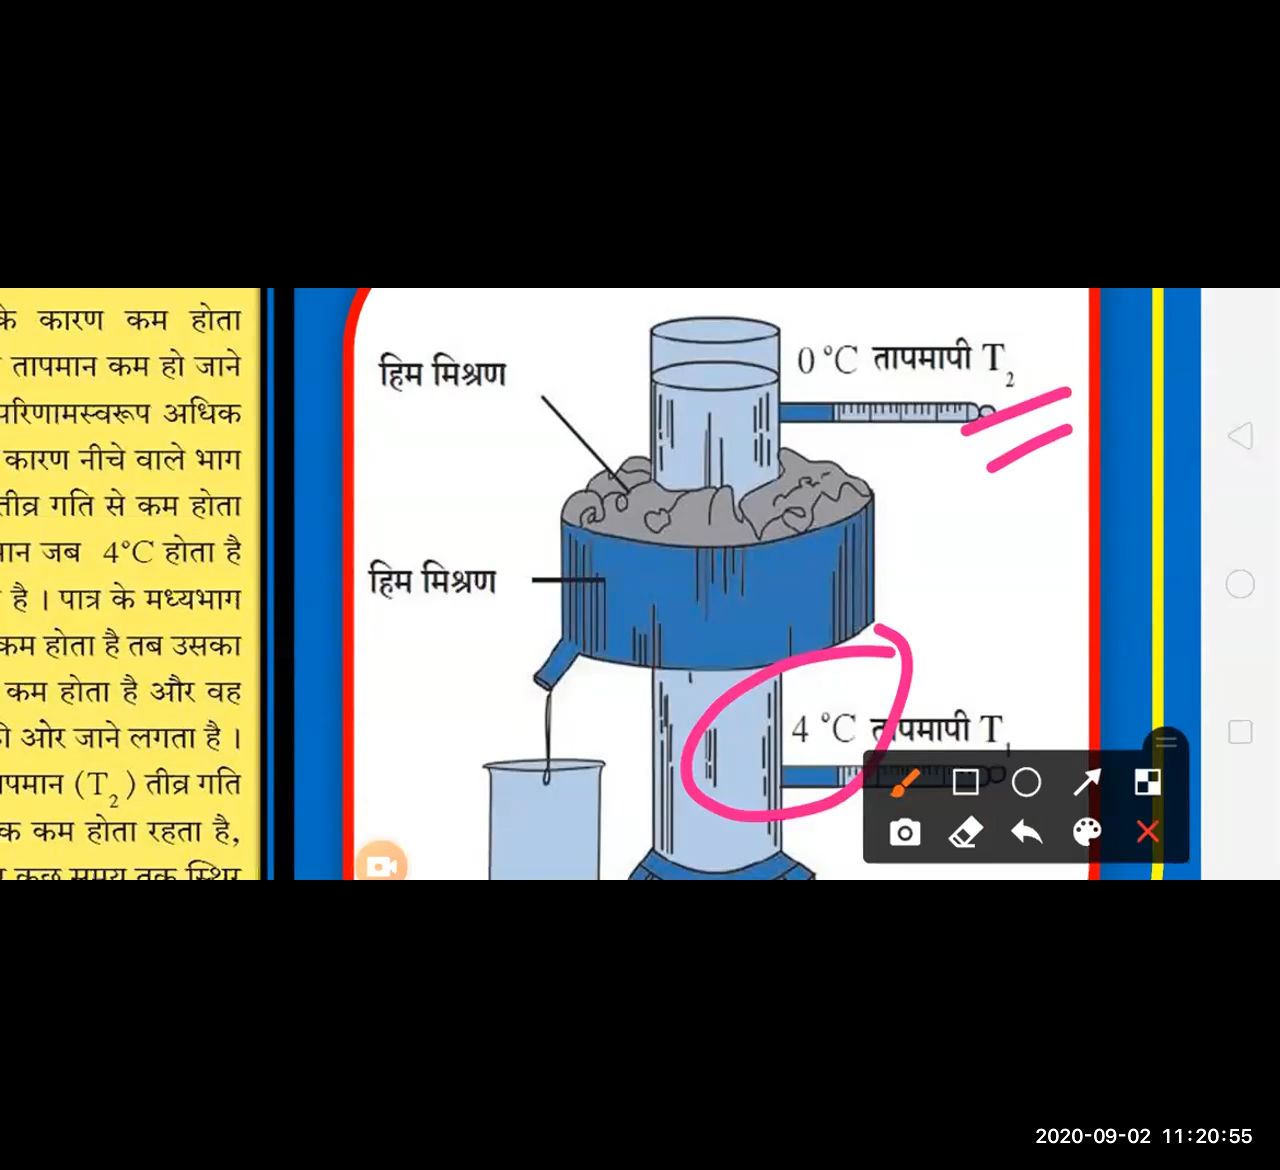 के कारण कम होता
तापमान कम हो जाने
परिणामस्वरूप अधिक
कारण नीचे वाले भाग
तीव्र गति से कम होता
जब 4°C होता है
है । पात्र के मध्यभाग
कम होता है तब उसका
कम होता है और वह
ओर जाने लगता है ।
(T₂) तीव्र गति
कम होता रहता है,
कुछ समय तक स्थिर
हिम मिश्रण
0 °C तापमापी T₂
हिम मिश्रण
4 °C तापमापी T₁
2020-09-02 11:20:55